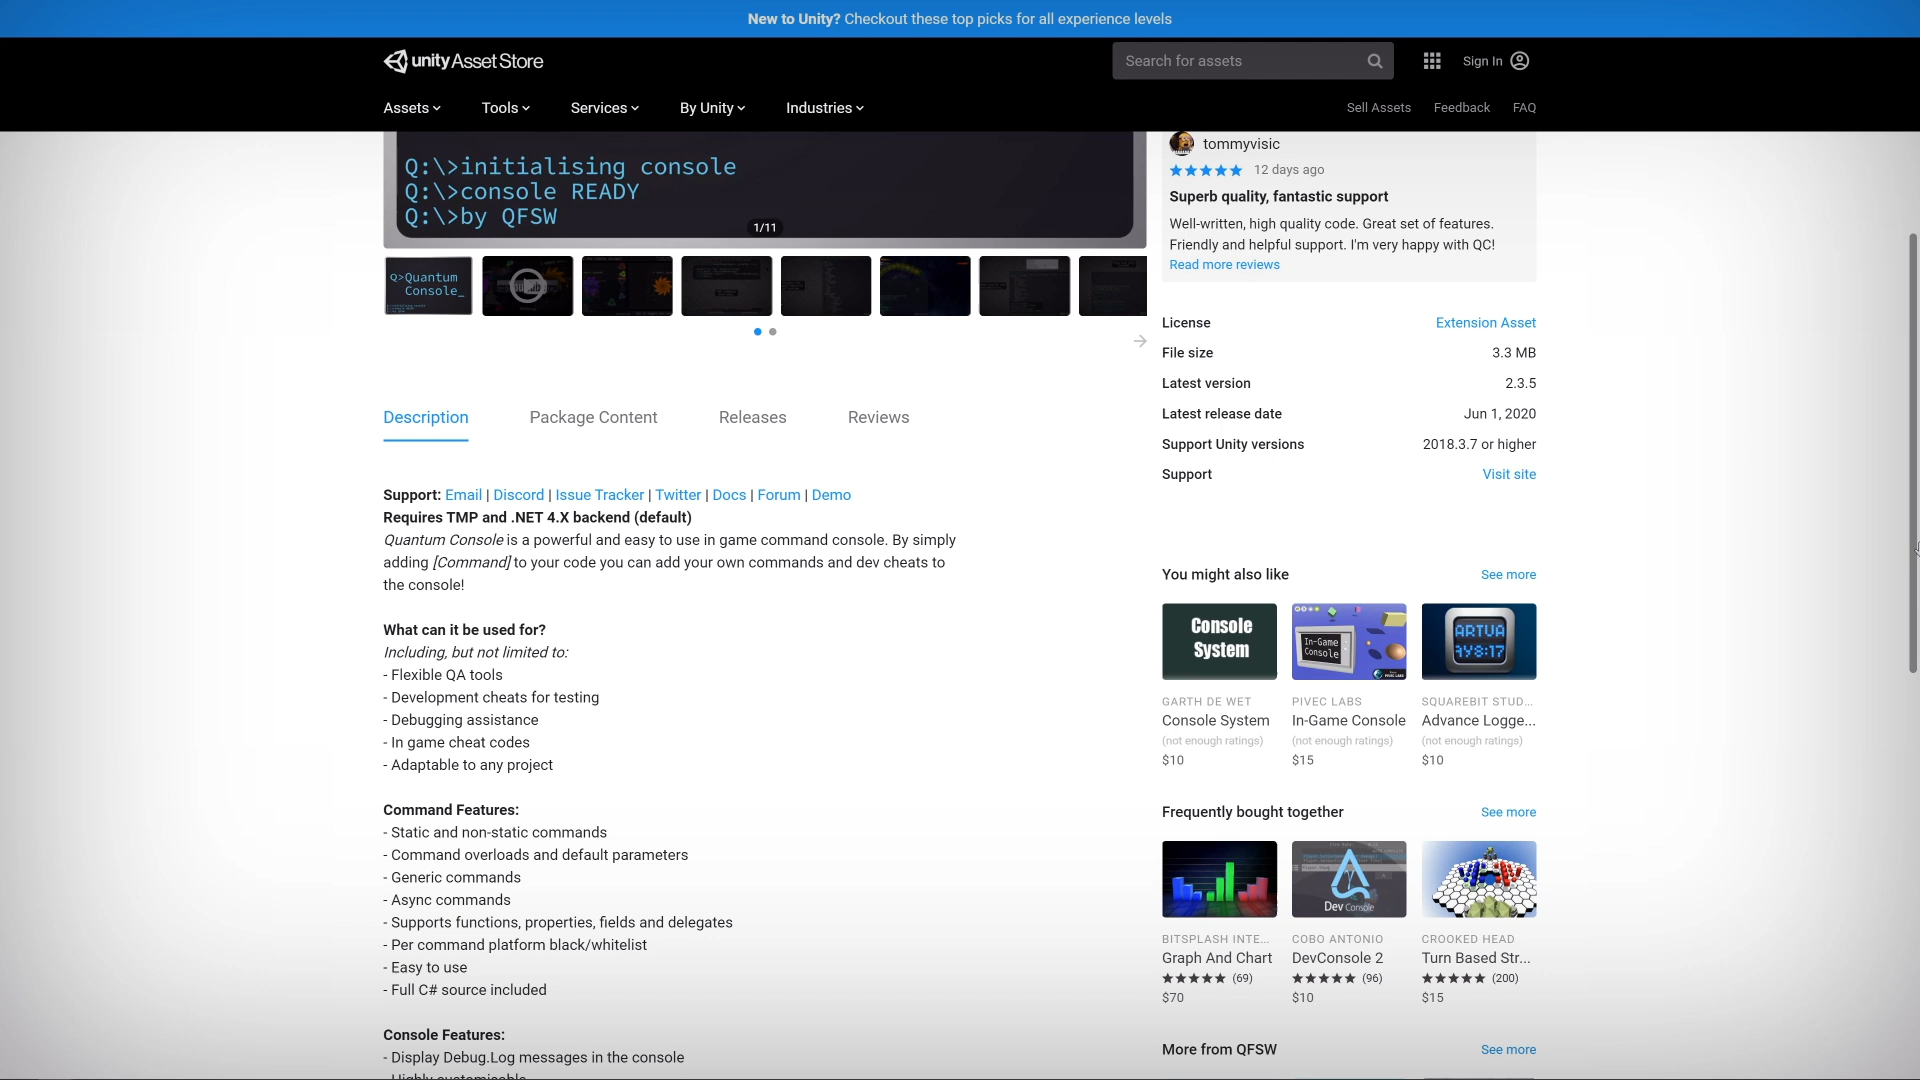 New to Unity? Checkout these top picks for all experience levels
unity Asset Store
Search for assets
Sign In
Assets
Tools
Services
By Unity
Industries
Sell Assets
Feedback
FAQ
Q:\>initialising console
Q:\>console READY
Q:\>by QFSW
1/11
Q>Quantum
Console_
tommyvisic
12 days ago
Superb quality, fantastic support
Well-written, high quality code. Great set of features.
Friendly and helpful support. I'm very happy with QC!
Read more reviews
License Extension Asset
File size 3.3 MB
Latest version 2.3.5
Latest release date Jun 1, 2020
Support Unity versions 2018.3.7 or higher
Support Visit site
Description
Package Content
Releases
Reviews
Support: Email | Discord | Issue Tracker | Twitter | Docs | Forum | Demo
Requires TMP and .NET 4.X backend (default)
Quantum Console is a powerful and easy to use in game command console. By simply
adding [Command] to your code you can add your own commands and dev cheats to
the console!
What can it be used for?
Including, but not limited to:
- Flexible QA tools
- Development cheats for testing
- Debugging assistance
- In game cheat codes
- Adaptable to any project
Command Features:
- Static and non-static commands
- Command overloads and default parameters
- Generic commands
- Async commands
- Supports functions, properties, fields and delegates
- Per command platform black/whitelist
- Easy to use
- Full C# source included
Console Features:
- Display Debug.Log messages in the console
- Highly customisable
You might also like
See more
Console
System
In-Game
Console
GARTH DE WET
Console System
(not enough ratings)
$10
PIVEC LABS
In-Game Console
(not enough ratings)
$15
SQUAREBIT STUD...
Advance Logge...
(not enough ratings)
$10
Frequently bought together
See more
Dev Console
BITSPLASH INTE...
Graph And Chart
(69)
$70
COBO ANTONIO
DevConsole 2
(96)
$10
CROOKED HEAD
Turn Based Str...
(200)
$15
More from QFSW
See more